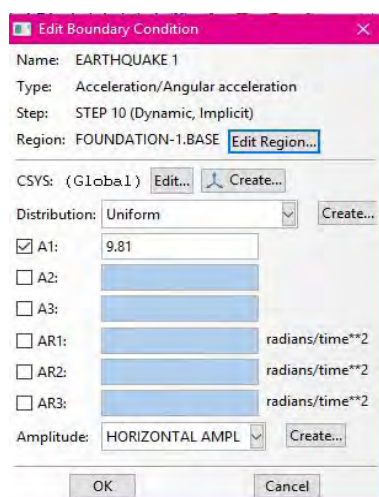 Edit Boundary Condition
Name: EARTHQUAKE 1
Type: Acceleration/Angular acceleration
Step: STEP 10 (Dynamic, Implicit)
Region: FOUNDATION-1.BASE Edit Region...
CSYS: (Global) Edit... Create...
Distribution: Uniform Create...
A1: 9.81
A2:
A3:
AR1: radians/time**2
AR2: radians/time**2
AR3: radians/time**2
Amplitude: HORIZONTAL AMPL Create...
OK Cancel